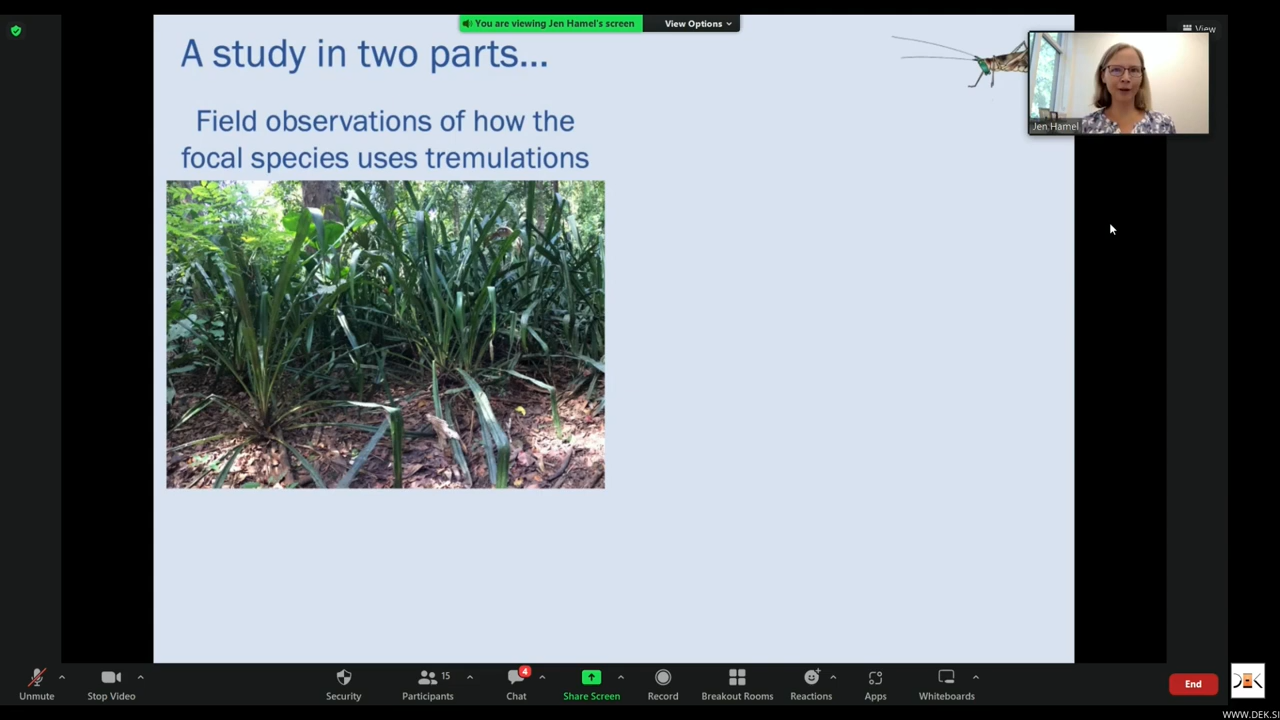 You are viewing Jen Hamel's screen
View Options
View
A study in two parts...
Jen Hamel
Field observations of how the
focal species uses tremulations
15
4
Unmute
Stop Video
Security
Participants
Chat
Share Screen
Record
Breakout Rooms
Reactions
Apps
Whiteboards
End
WWW.DEK.SI